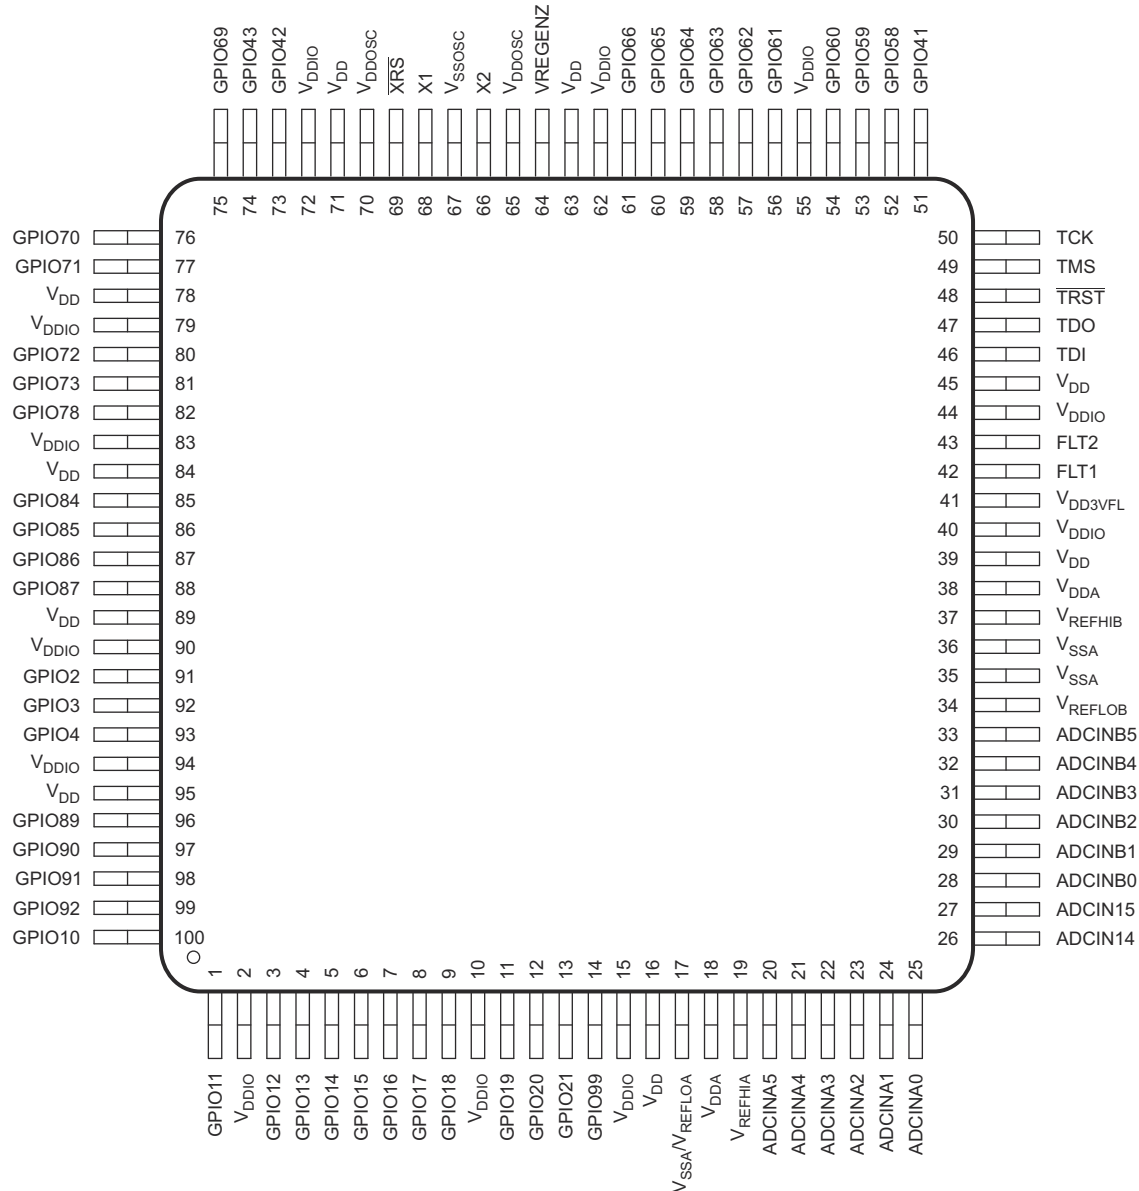 GPIO69 GPIO43 GPIO42 VDDIO VDD VDDOSC XRS X1 VSSOSC X2 VDDOSC VREGENZ VDD VDDIO GPIO66 GPIO65 GPIO64 GPIO63 GPIO62 GPIO61 VDDIO GPIO60 GPIO59 GPIO58 GPIO41
75 74 73 72 71 70 69 68 67 66 65 64 63 62 61 60 59 58 57 56 55 54 53 52 51
GPIO70 76 50 TCK
GPIO71 77 49 TMS
VDD 78 48 TRST
VDDIO 79 47 TDO
GPIO72 80 46 TDI
GPIO73 81 45 VDD
GPIO78 82 44 VDDIO
VDDIO 83 43 FLT2
VDD 84 42 FLT1
GPIO84 85 41 VDD3VFL
GPIO85 86 40 VDDIO
GPIO86 87 39 VDD
GPIO87 88 38 VDDA
VDD 89 37 VREFHIB
VDDIO 90 36 VSSA
GPIO2 91 35 VSSA
GPIO3 92 34 VREFLOB
GPIO4 93 33 ADCINB5
VDDIO 94 32 ADCINB4
VDD 95 31 ADCINB3
GPIO89 96 30 ADCINB2
GPIO90 97 29 ADCINB1
GPIO91 98 28 ADCINB0
GPIO92 99 27 ADCIN15
GPIO10 100 26 ADCIN14
1 2 3 4 5 6 7 8 9 10 11 12 13 14 15 16 17 18 19 20 21 22 23 24 25
GPIO11 VDDIO GPIO12 GPIO13 GPIO14 GPIO15 GPIO16 GPIO17 GPIO18 VDDIO GPIO19 GPIO20 GPIO21 GPIO99 VDDIO VDD VSSA/VREFLOA VDDA VREFHIA ADCINA5 ADCINA4 ADCINA3 ADCINA2 ADCINA1 ADCINA0